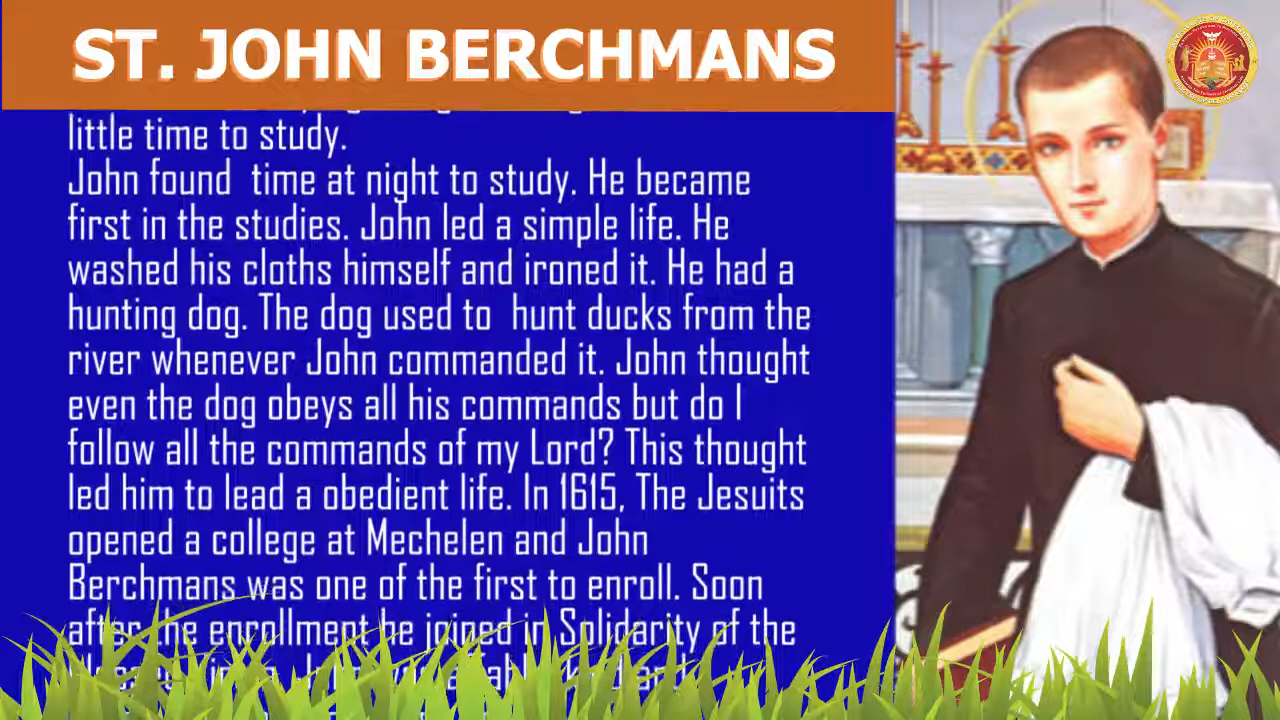 ST. JOHN BERCHMANS
little time to study.
John found time at night to study. He became
first in the studies. John led a simple life. He
washed his cloths himself and ironed it. He had a
hunting dog. The dog used to hunt ducks from the
river whenever John commanded it. John thought
even the dog obeys all his commands but do I
follow all the commands of my Lord? This thought
led him to lead a obedient life. In 1615, The Jesuits
opened a college at Mechelen and John
Berchmans was one of the first to enroll. Soon
after the enrollment he joined in Solidarity of the